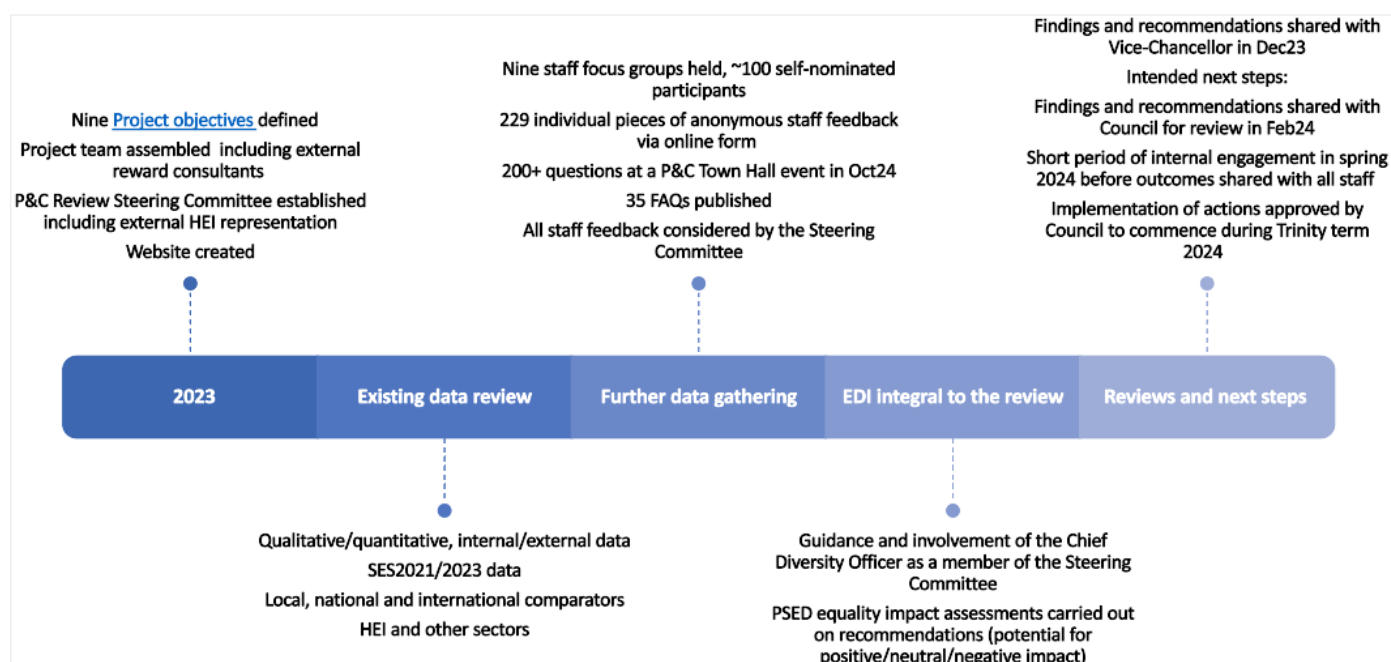 Nine Project objectives defined
Project team assembled including external
reward consultants
P&C Review Steering Committee established
including external HEI representation
Website created
Nine staff focus groups held, ~100 self-nominated
participants
229 individual pieces of anonymous staff feedback
via online form
200+ questions at a P&C Town Hall event in Oct24
35 FAQs published
All staff feedback considered by the Steering
Committee
Findings and recommendations shared with
Vice-Chancellor in Dec23
Intended next steps:
Findings and recommendations shared with
Council for review in Feb24
Short period of internal engagement in spring
2024 before outcomes shared with all staff
Implementation of actions approved by
Council to commence during Trinity term
2024
2023
Existing data review
Further data gathering
EDI integral to the review
Reviews and next steps
Qualitative/quantitative, internal/external data
SES2021/2023 data
Local, national and international comparators
HEI and other sectors
Guidance and involvement of the Chief
Diversity Officer as a member of the Steering
Committee
PSED equality impact assessments carried out
on recommendations (potential for
positive/neutral/negative impact)